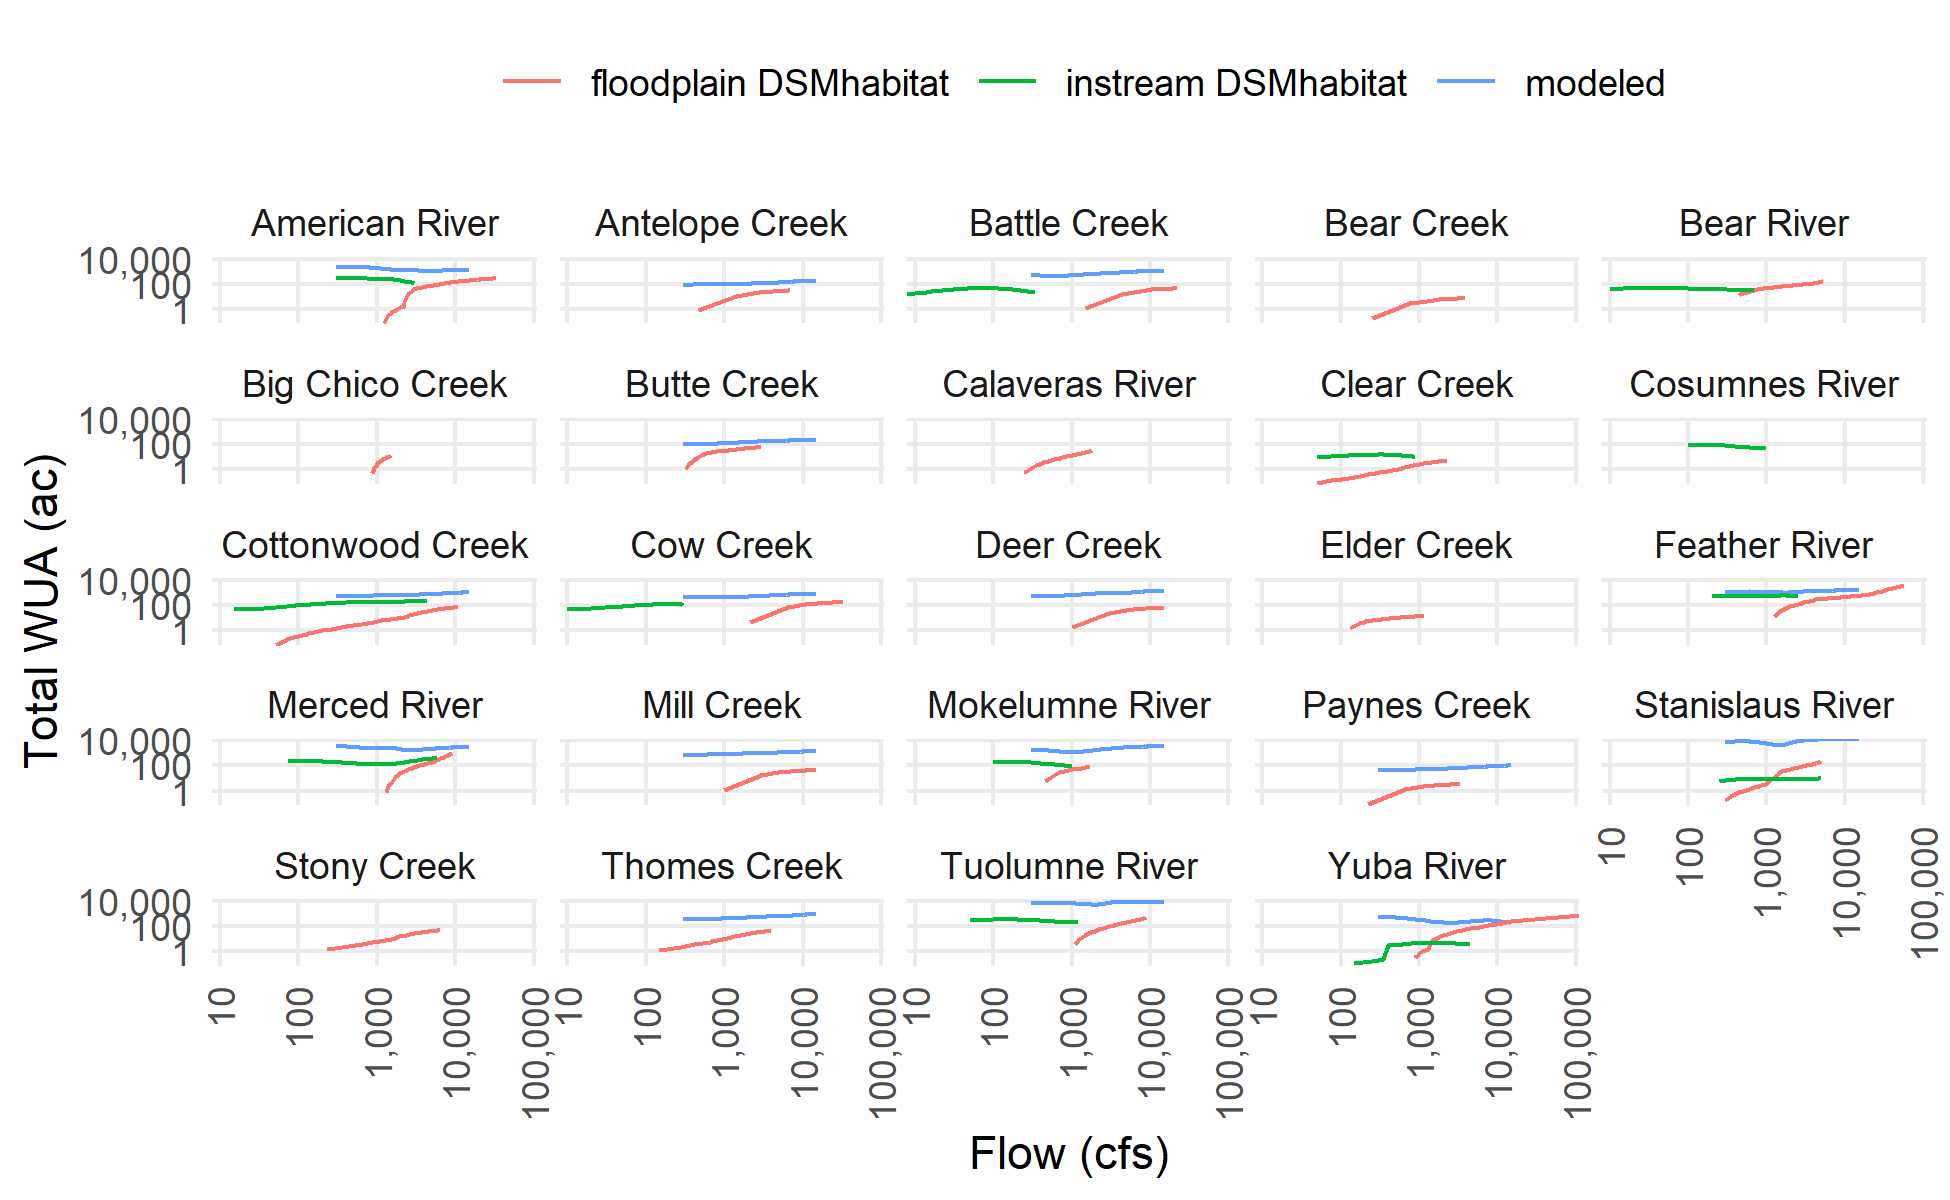 floodplain DSMhabitat instream DSMhabitat modeled
American River Antelope Creek Battle Creek Bear Creek Bear River
10,000
100
1
Big Chico Creek Butte Creek Calaveras River Clear Creek Cosumnes River
10,000
100
1
Cottonwood Creek Cow Creek Deer Creek Elder Creek Feather River
10,000
100
1
Merced River Mill Creek Mokelumne River Paynes Creek Stanislaus River
10,000
100
1
10 100 1,000 10,000 100,000
Stony Creek Thomes Creek Tuolumne River Yuba River
10,000
100
1
10 100 1,000 10,000 100,000 10 100 1,000 10,000 100,000 10 100 1,000 10,000 100,000 10 100 1,000 10,000 100,000
Total WUA (ac)
Flow (cfs)